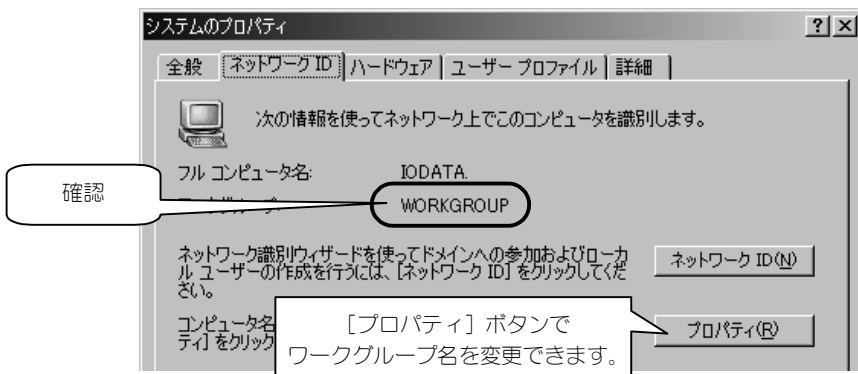 システムのプロパティ
全般 ネットワーク ID ハードウェア ユーザー プロファイル 詳細
次の情報を使ってネットワーク上でこのコンピュータを識別します。
フル コンピュータ名: IODATA.
確認
WORKGROUP
ネットワーク識別ウィザードを使ってドメインへの参加およびローカ
ル ユーザーの作成を行うには、[ネットワーク ID] をクリックしてくだ
さい。
ネットワーク ID(N)
コンピュータ名
ティ] をクリック
[プロパティ] ボタンで
ワークグループ名を変更できます。
プロパティ(R)